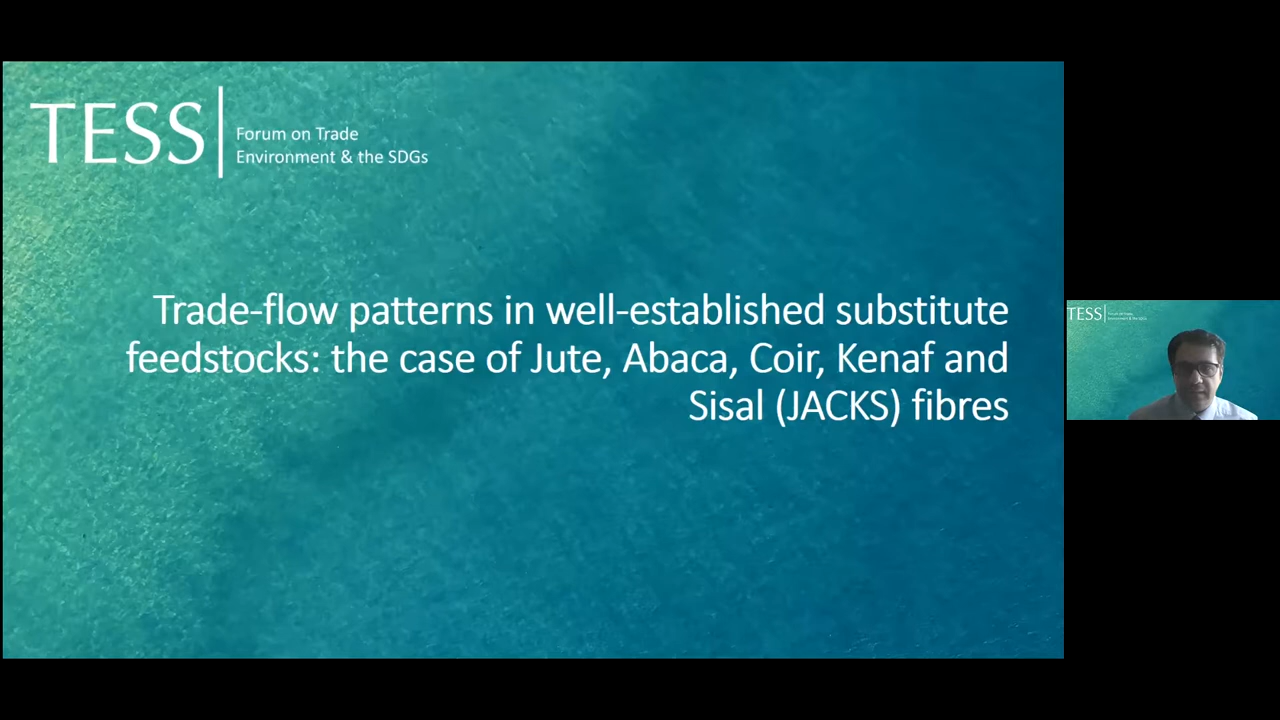 TESS
Forum on Trade
Environment & the SDGs
Trade-flow patterns in well-established substitute
feedstocks: the case of Jute, Abaca, Coir, Kenaf and
Sisal (JACKS) fibres
TESS